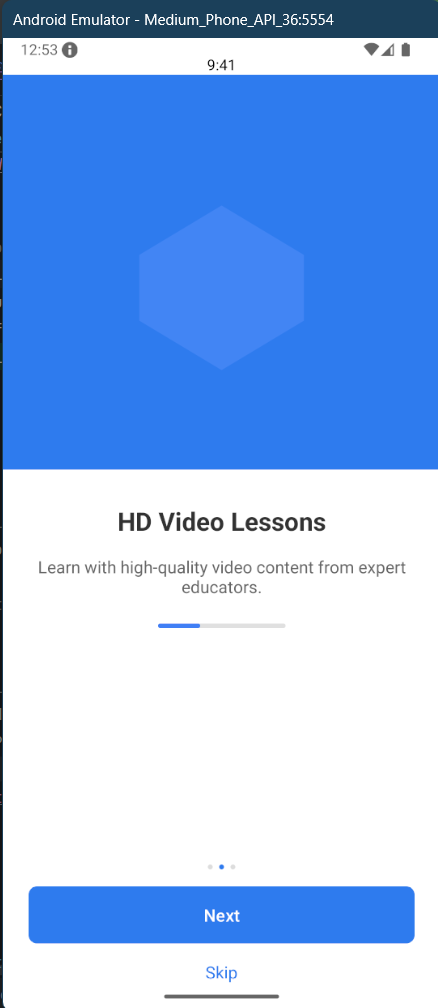 Android Emulator - Medium_Phone_API_36:5554
12:53
9:41
HD Video Lessons
Learn with high-quality video content from expert
educators.
Next
Skip